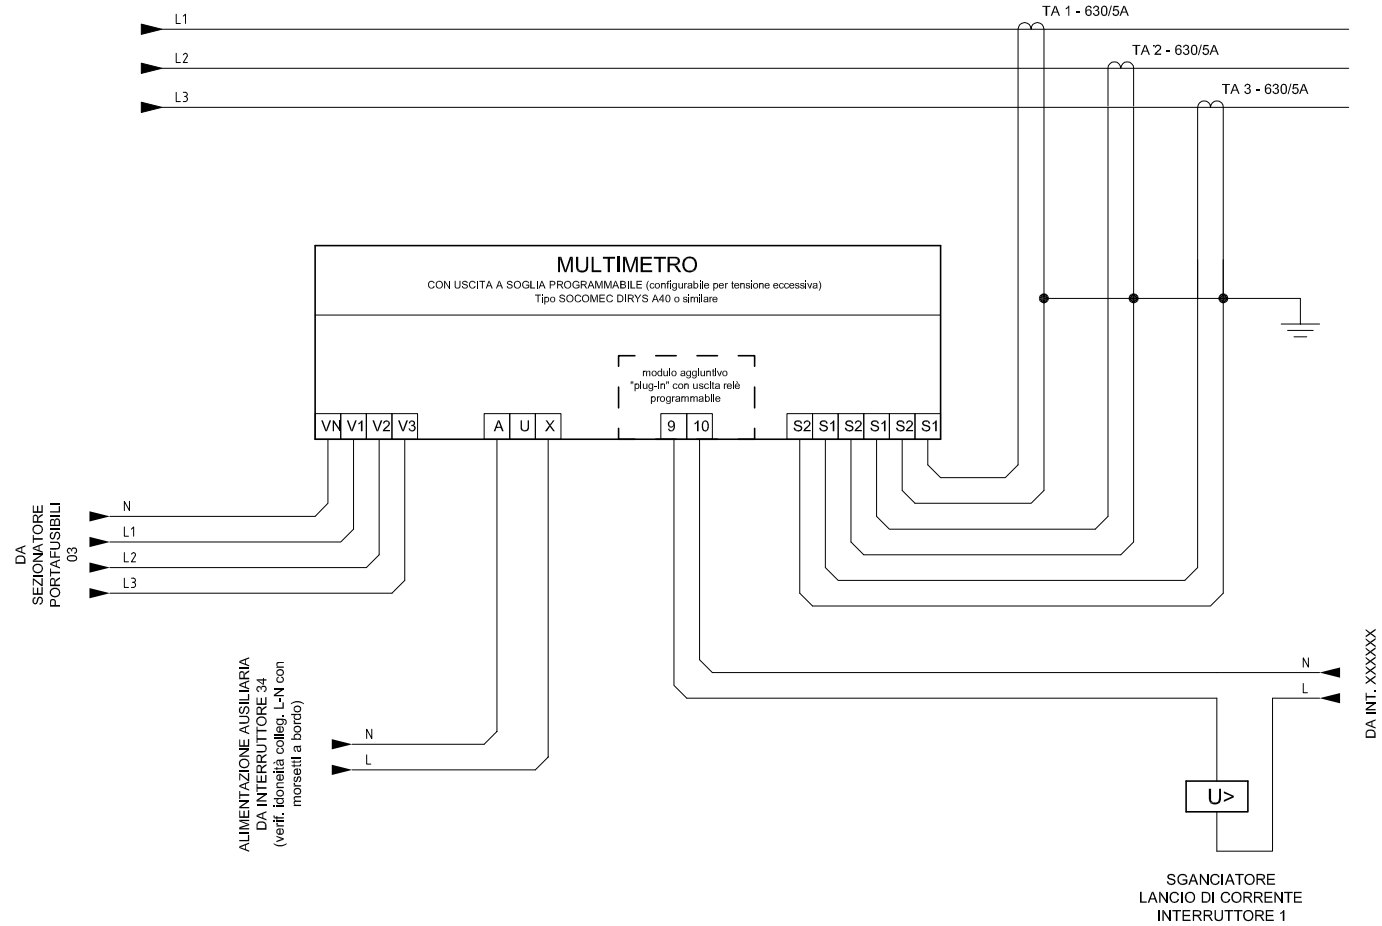 L1
TA 1 - 630/5A
L2
TA 2 - 630/5A
L3
TA 3 - 630/5A
MULTIMETRO
CON USCITA A SOGLIA PROGRAMMABILE (configurabile per tensione eccessiva)
Tipo SOCOMEC DIRYS A40 o similare
modulo aggiuntivo
"plug-in" con uscita relè
programmabile
VN V1 V2 V3
A U X
9 10
S2 S1 S2 S1 S2 S1
DA
SEZIONATORE
PORTAFUSIBILI
03
N
L1
L2
L3
ALIMENTAZIONE AUSILIARIA
DA INTERRUTTORE 34
(verif. idoneità colleg. L-N con
morsetti a bordo)
N
L
N
L
DA INT. XXXXXX
U>
SGANCIATORE
LANCIO DI CORRENTE
INTERRUTTORE 1